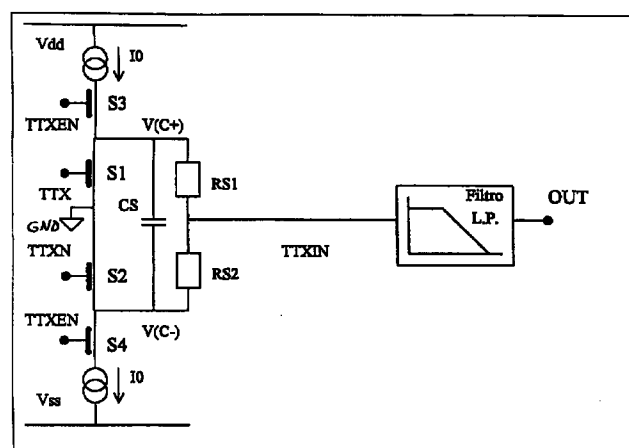 Vdd
I0
S3
TTXEN
V(C+)
S1
RS1
TTX
CS
GND
Filtro
L.P.
OUT
TTXIN
TTXN
S2
RS2
TTXEN
V(C-)
S4
I0
Vss